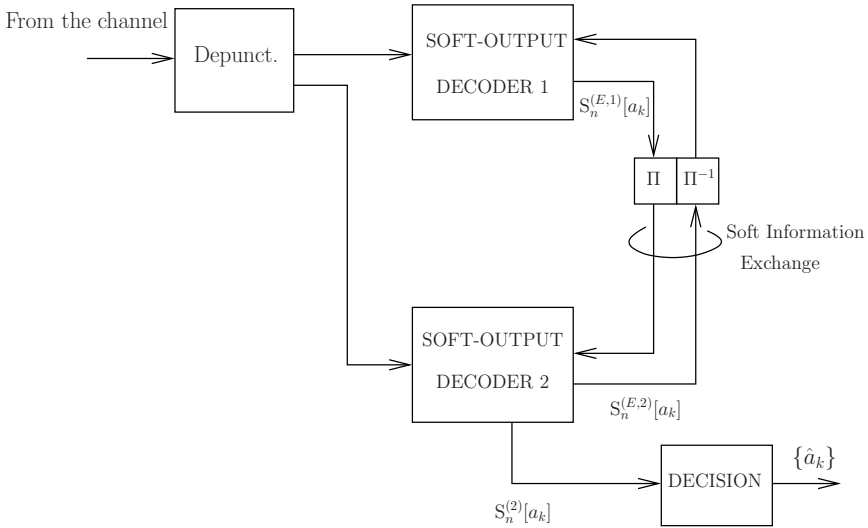 From the channel
Depunct.
SOFT-OUTPUT
DECODER 1
S_n^{(E,1)}[a_k]
Π
Π^{-1}
Soft Information
Exchange
SOFT-OUTPUT
DECODER 2
S_n^{(E,2)}[a_k]
{â_k}
DECISION
S_n^{(2)}[a_k]